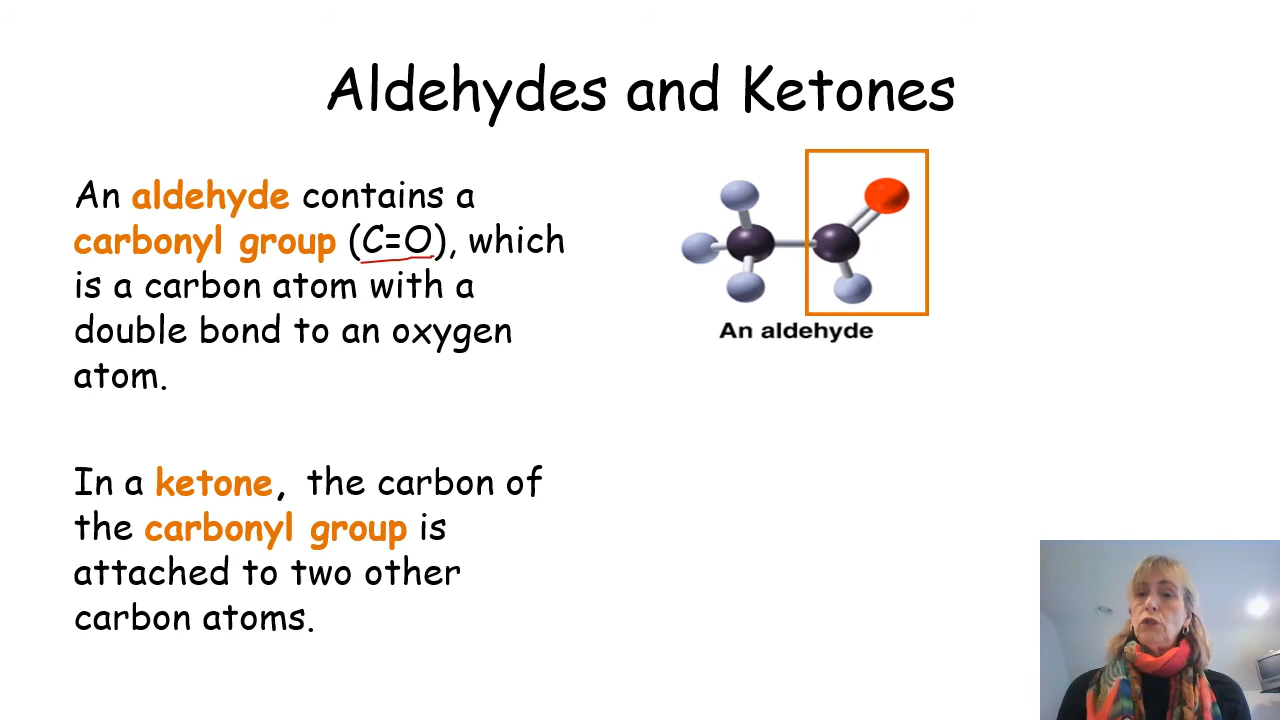 Aldehydes and Ketones
An aldehyde contains a
carbonyl group (C=O), which
is a carbon atom with a
double bond to an oxygen
atom.
In a ketone, the carbon of
the carbonyl group is
attached to two other
carbon atoms.
An aldehyde